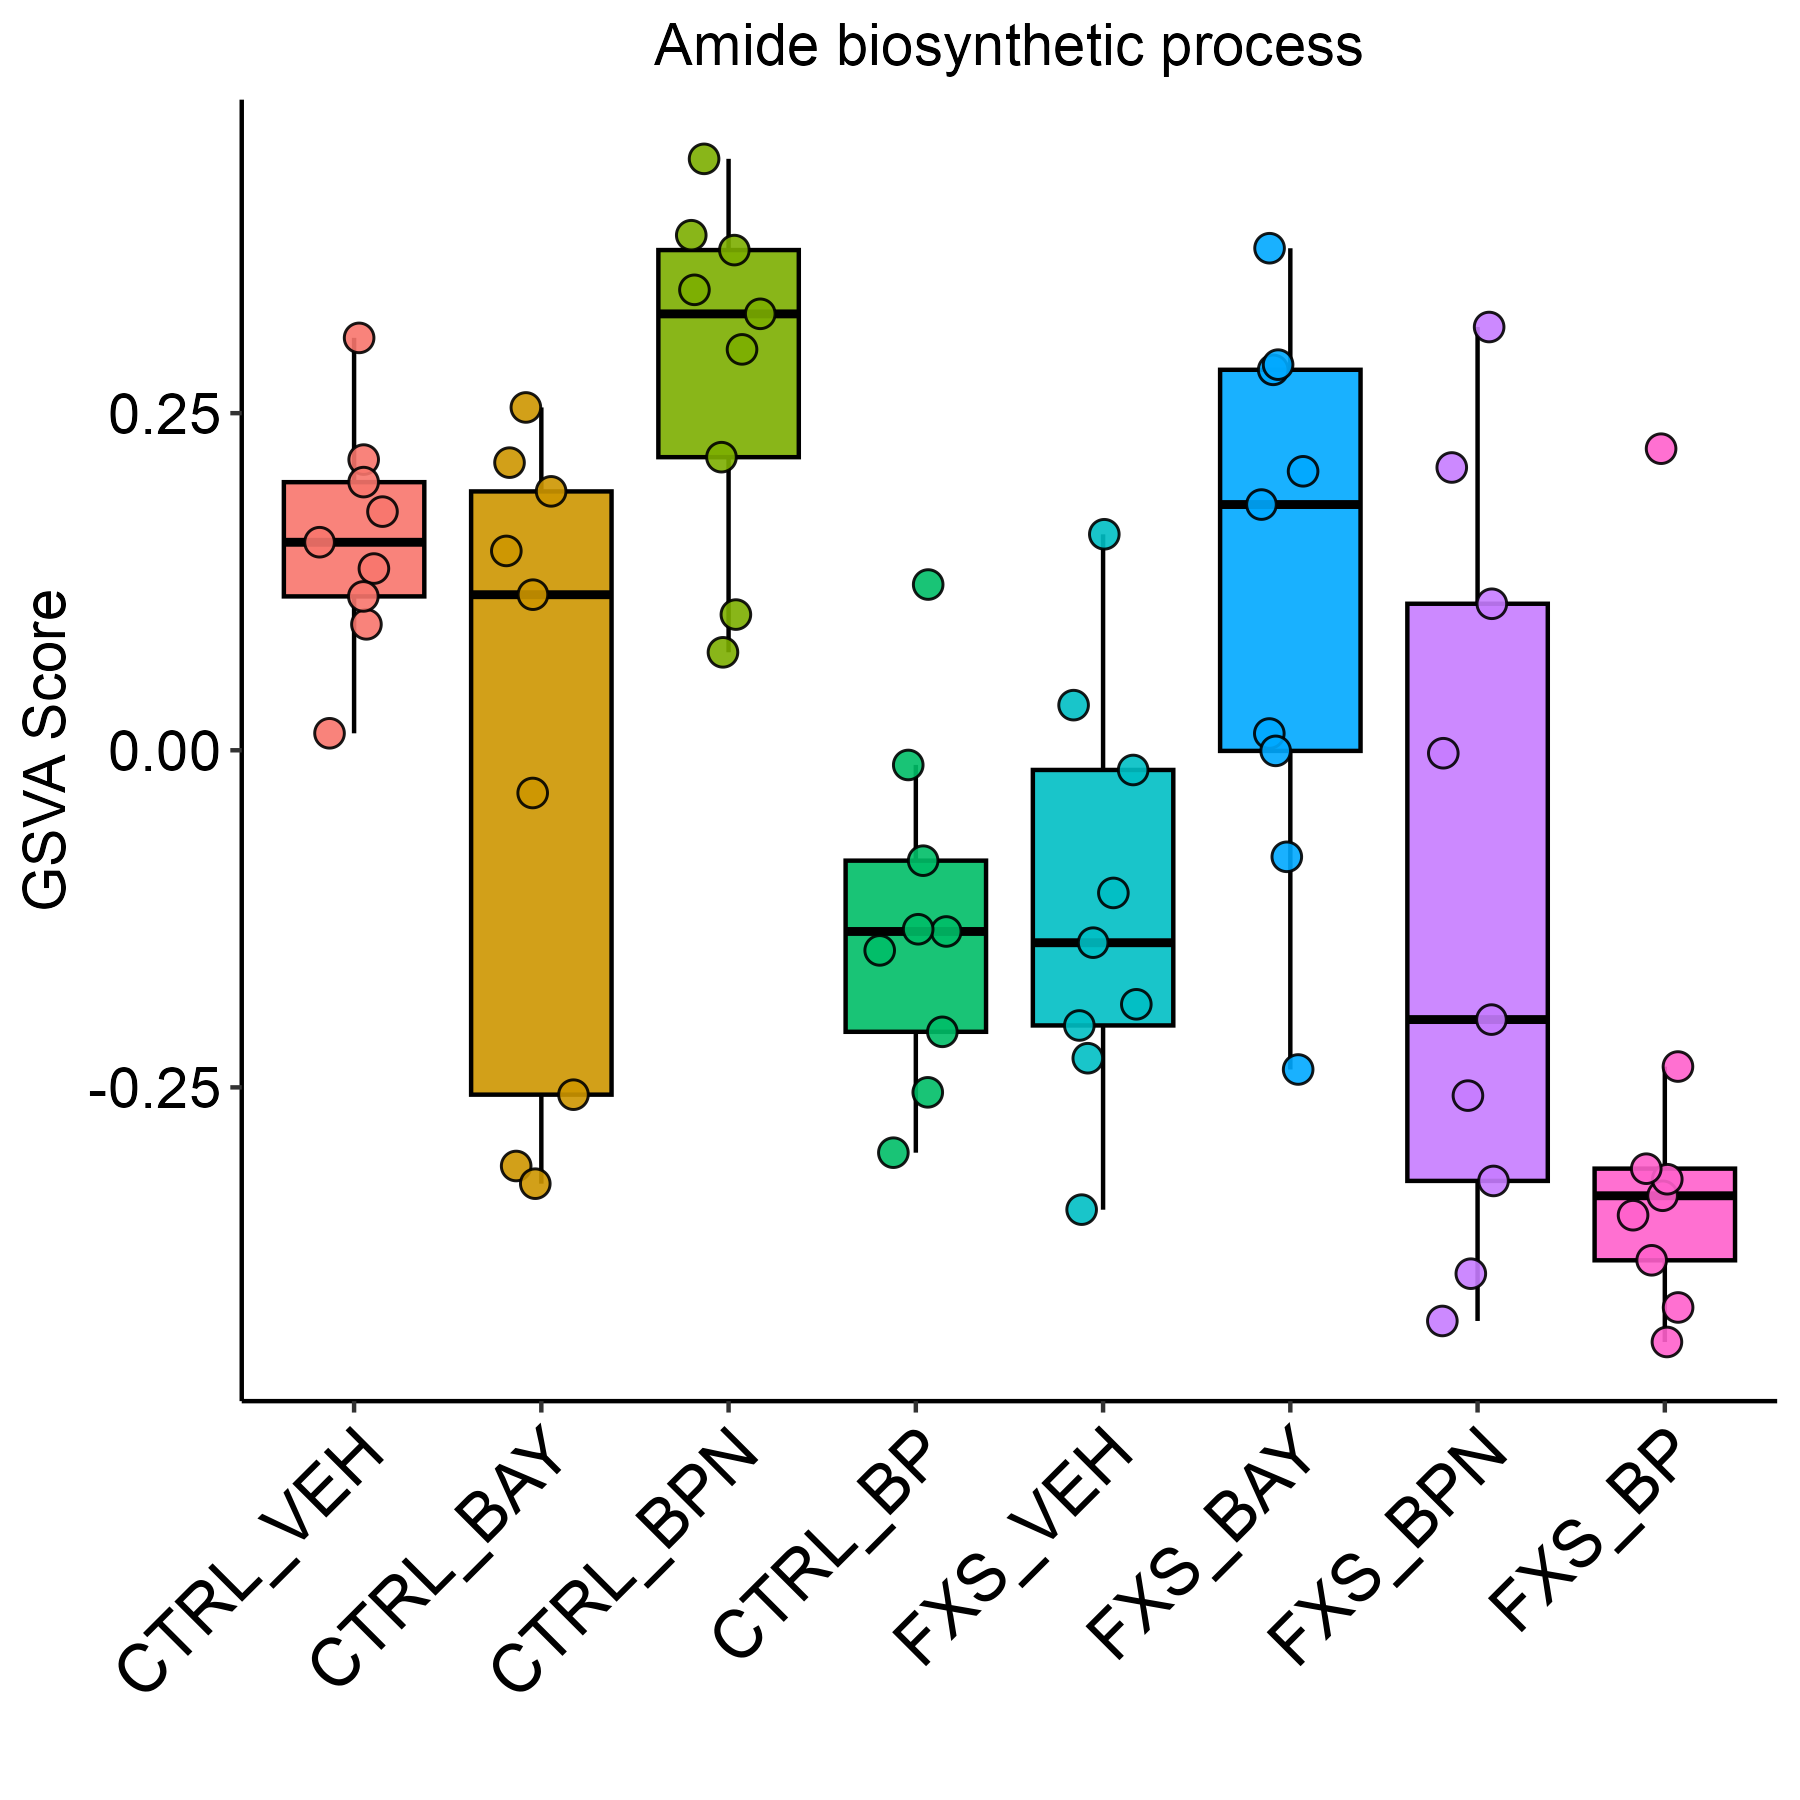 Amide biosynthetic process
GSVA Score
0.25
0.00
-0.25
CTRL_VEH
CTRL_BAY
CTRL_BPN
CTRL_BP
FXS_VEH
FXS_BAY
FXS_BPN
FXS_BP